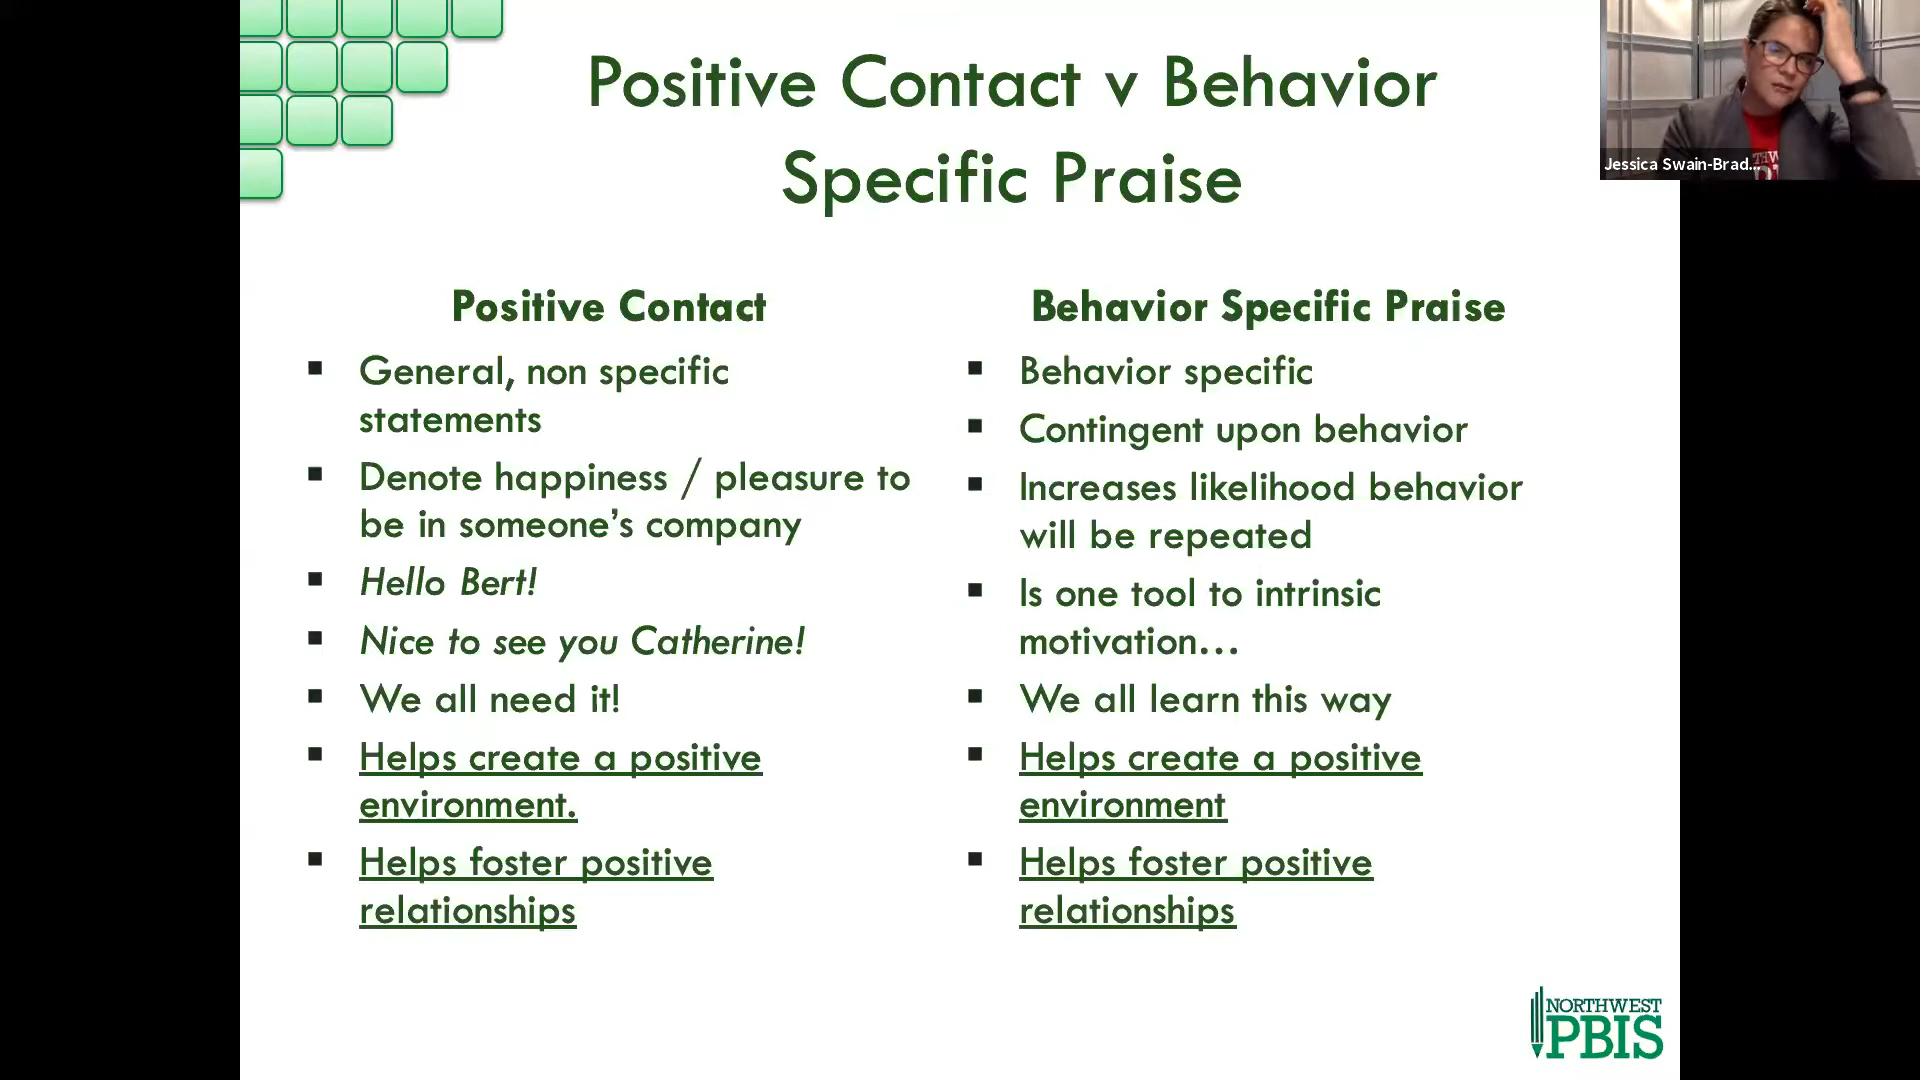 Positive Contact v Behavior
Specific Praise
Jessica Swain-Brad...
Positive Contact
General, non specific
statements
Denote happiness / pleasure to
be in someone’s company
Hello Bert!
Nice to see you Catherine!
We all need it!
Helps create a positive
environment.
Helps foster positive
relationships
Behavior Specific Praise
Behavior specific
Contingent upon behavior
Increases likelihood behavior
will be repeated
Is one tool to intrinsic
motivation...
We all learn this way
Helps create a positive
environment
Helps foster positive
relationships
NORTHWEST
PBIS